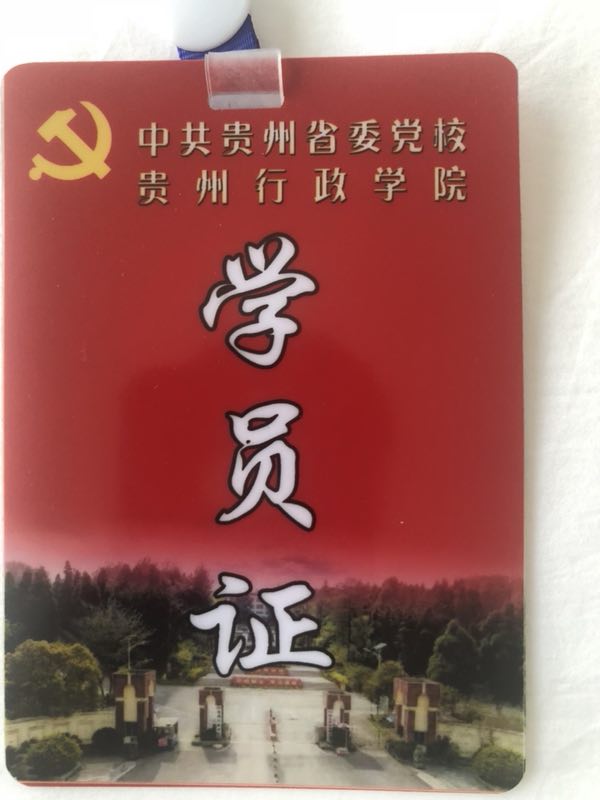 中共贵州省委党校
贵州行政学院
学
员
证